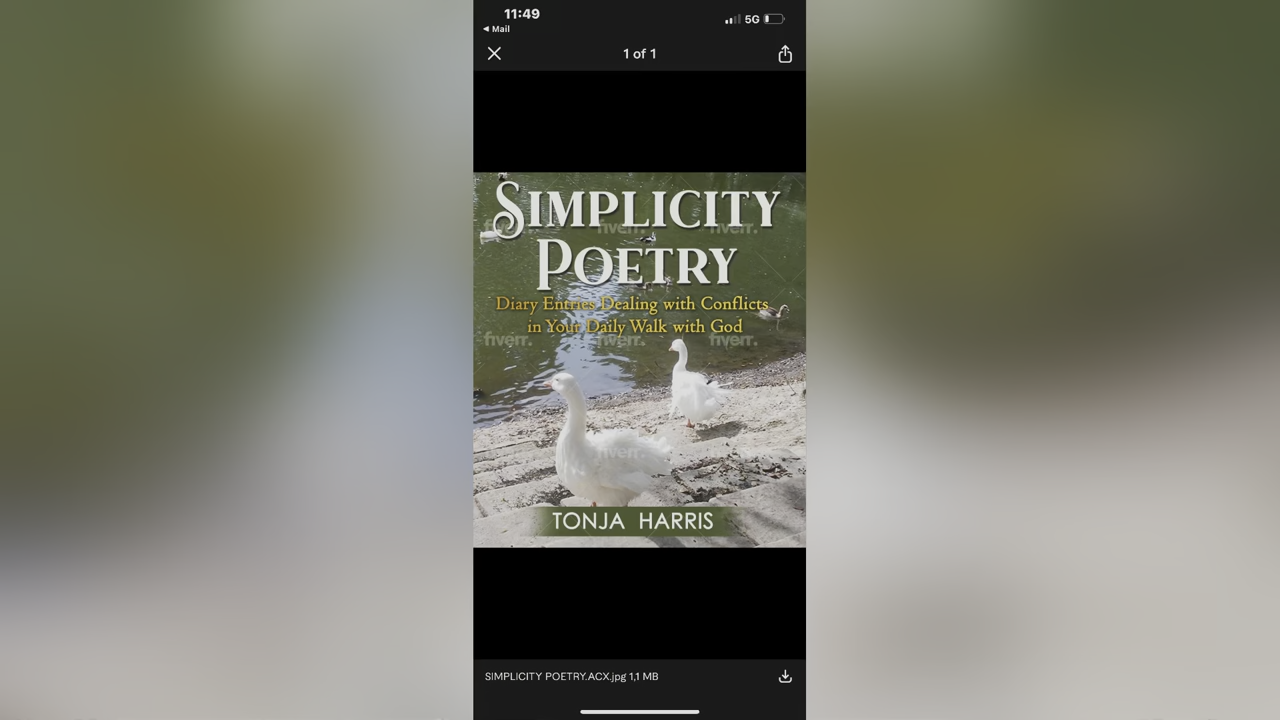 11:49
5G
◀ Mail
1 of 1
SIMPLICITY
fiverr. fiverr. fiverr.
POETRY
Diary Entries Dealing with Conflicts
in Your Daily Walk with God
fiverr. fiverr. fiverr.
fiverr.
TONJA HARRIS
SIMPLICITY POETRY.ACX.jpg 1,1 MB